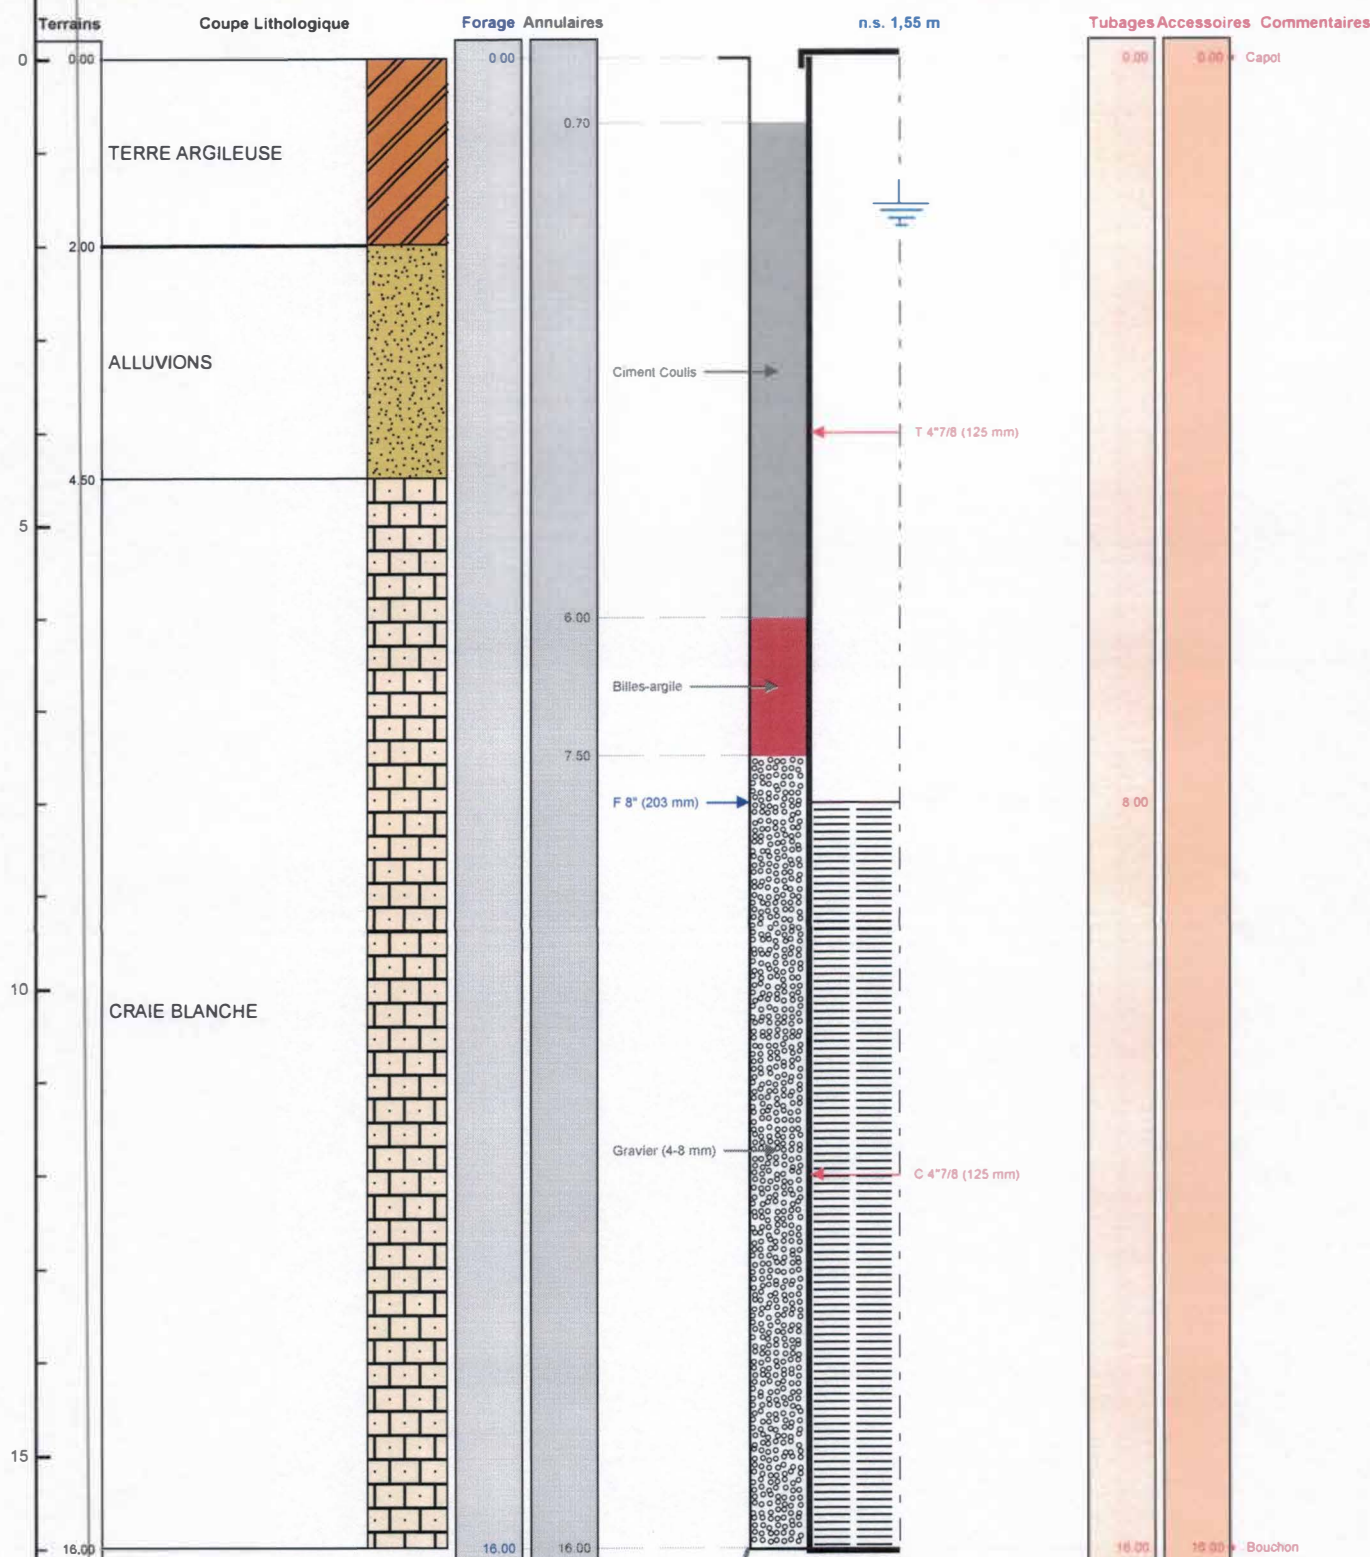 Terrains Coupe Lithologique Forage Annulaires n.s. 1,55 m Tubages Accessoires Commentaires
0 0.00 0.00 0.00 0.00 Capot
0.70
TERRE ARGILEUSE
2.00
ALLUVIONS
Ciment Coulis
T 4"7/8 (125 mm)
4.50
5
6.00
Billes-argile
7.50
F 8" (203 mm) 8.00
10
CRAIE BLANCHE
Gravier (4-8 mm)
C 4"7/8 (125 mm)
15
16.00 16.00 16.00 16.00 16.00 Bouchon